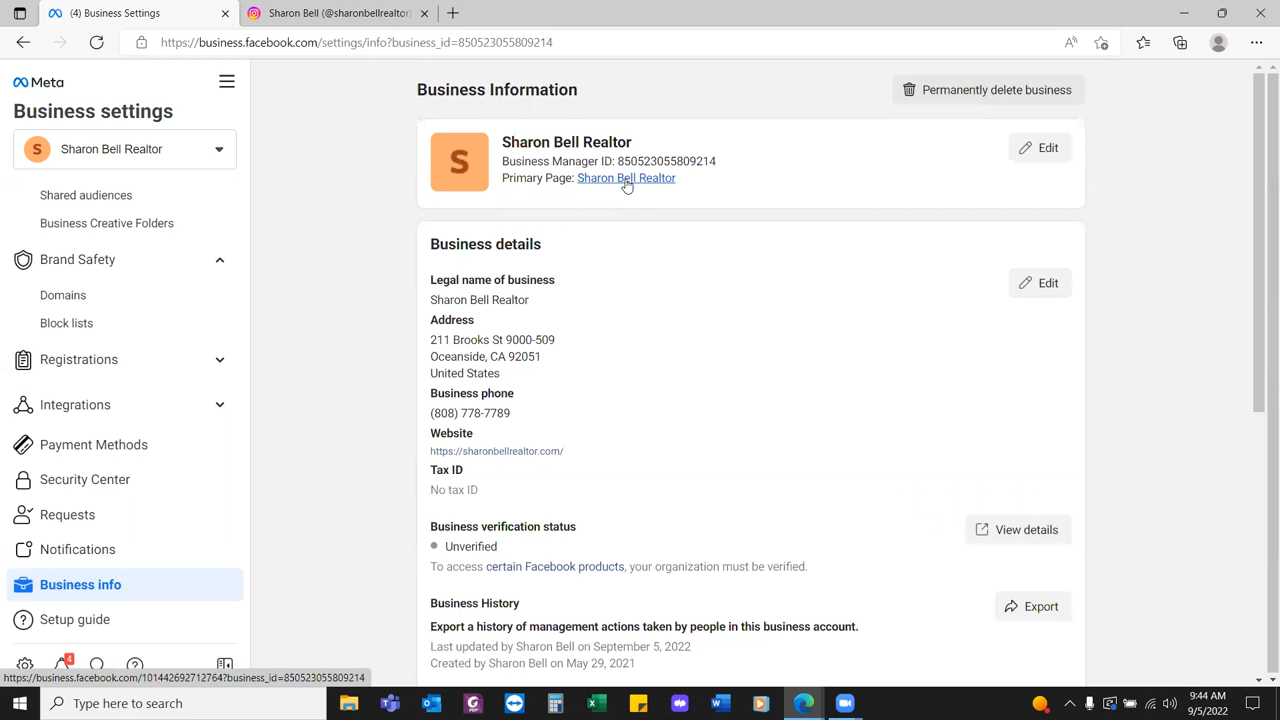 (4) Business Settings
Sharon Bell (@sharonbellrealtor)
https://business.facebook.com/settings/info?business_id=850523055809214
Meta
Business settings
S
Sharon Bell Realtor
Shared audiences
Business Creative Folders
Brand Safety
Domains
Block lists
Registrations
Integrations
Payment Methods
Security Center
Requests
Notifications
Business info
Setup guide
4
https://business.facebook.com/101442692712764?business_id=850523055809214
Business Information
Permanently delete business
S
Sharon Bell Realtor
Business Manager ID: 850523055809214
Primary Page: Sharon Bell Realtor
Edit
Business details
Edit
Legal name of business
Sharon Bell Realtor
Address
211 Brooks St 9000-509
Oceanside, CA 92051
United States
Business phone
(808) 778-7789
Website
https://sharonbellrealtor.com/
Tax ID
No tax ID
Business verification status
View details
Unverified
To access certain Facebook products, your organization must be verified.
Business History
Export
Export a history of management actions taken by people in this business account.
Last updated by Sharon Bell on September 5, 2022
Created by Sharon Bell on May 29, 2021
Type here to search
9:44 AM
9/5/2022